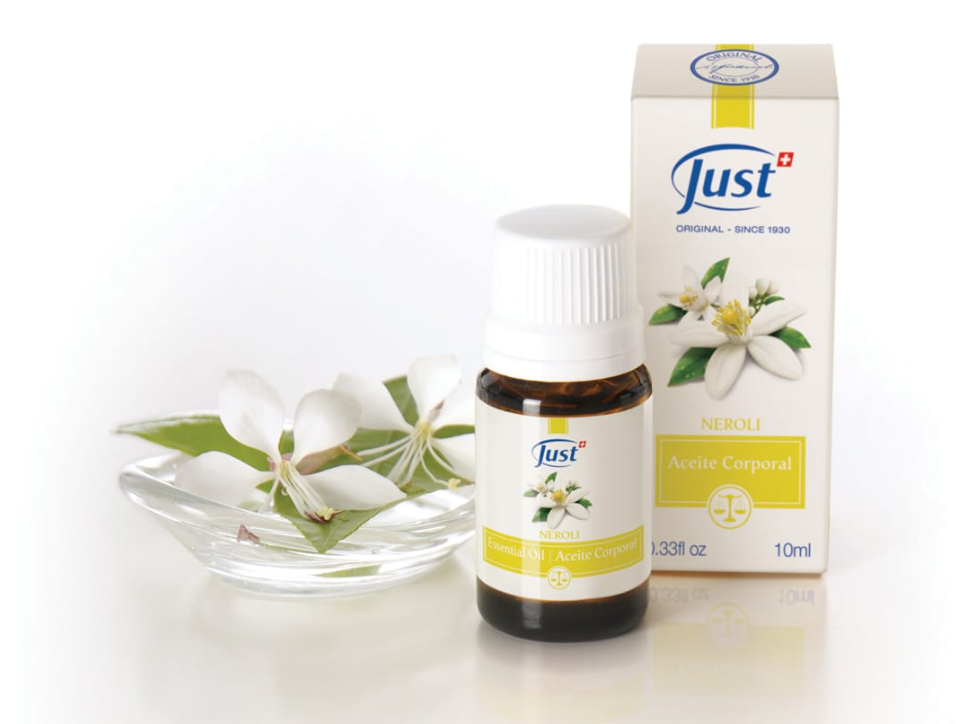 Just
NEROLI
Essential Oil | Aceite Corporal
ORIGINAL
SINCE 1930
Just
ORIGINAL - SINCE 1930
NEROLI
Aceite Corporal
0.33fl oz 10ml